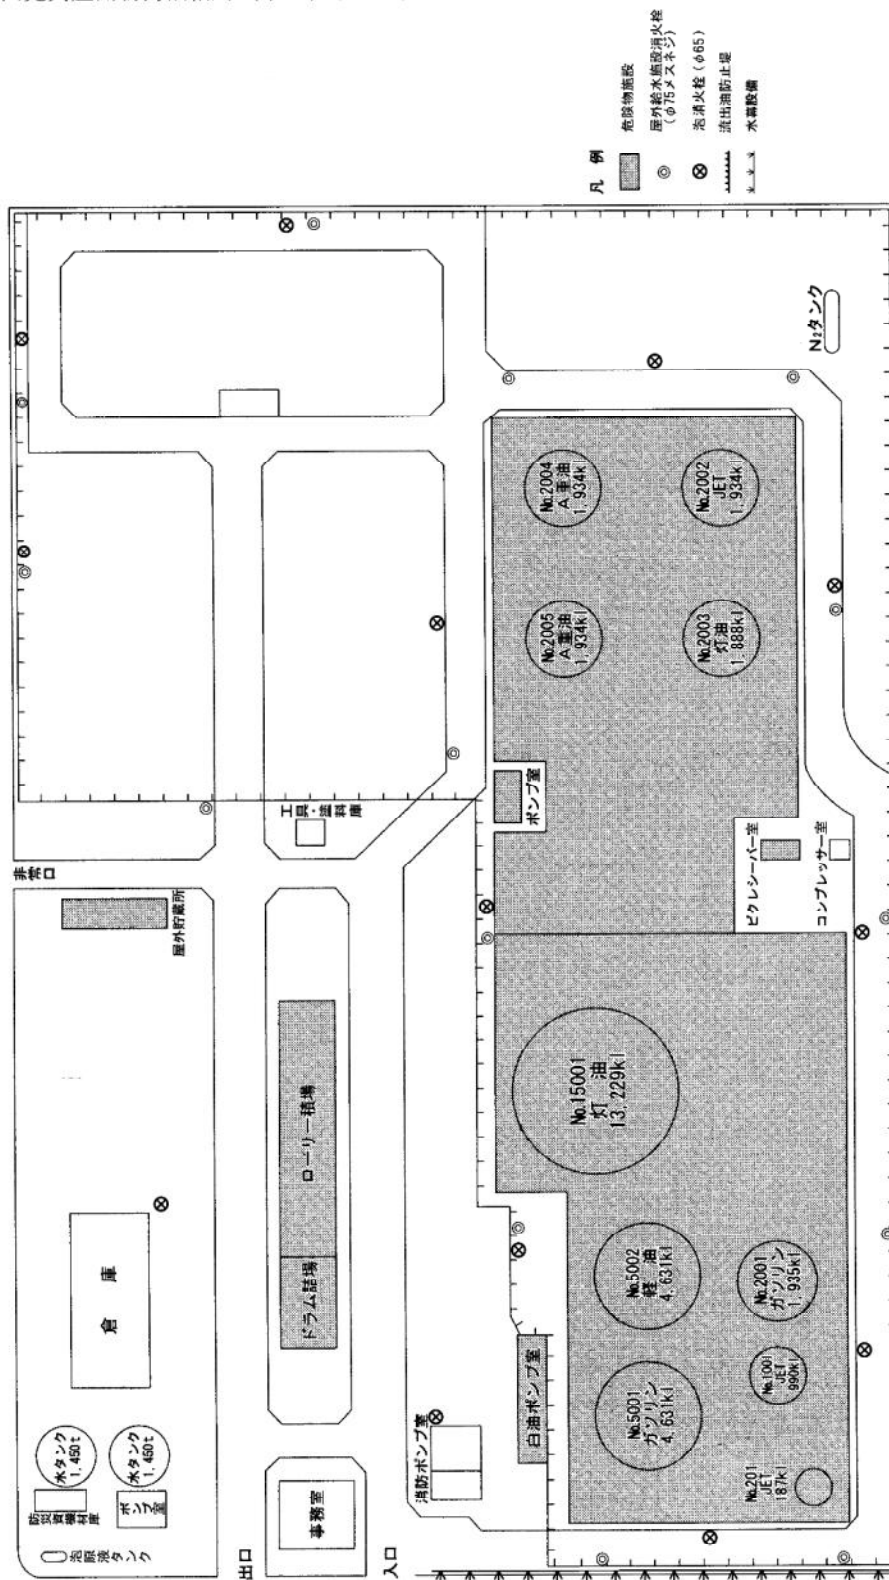 凡　例
危険物施設
屋外給水施設消火栓
（φ75メスネジ）
泡消火栓（φ65）
流出油防止堤
水幕設備
非常口
屋外貯蔵所
工具・塗料庫
倉　庫
ローリー積場
ドラム詰場
水タンク
1,450t
水タンク
1,450t
防災資機材庫
ポンプ室
泡原液タンク
事務室
出口
入口
消防ポンプ室
白油ポンプ室
ポンプ室
No.2004
A重油
1,934kl
No.2002
JET
1,934kl
No.2005
A重油
1,934kl
No.2003
灯油
1,888kl
N₂タンク
ピクレシーバー室
コンプレッサー室
No.15001
灯　油
13,229kl
No.5002
軽　油
4,631kl
No.2001
ガソリン
1,935kl
No.5001
ガソリン
4,631kl
No.1001
JET
990kl
No.201
JET
187kl